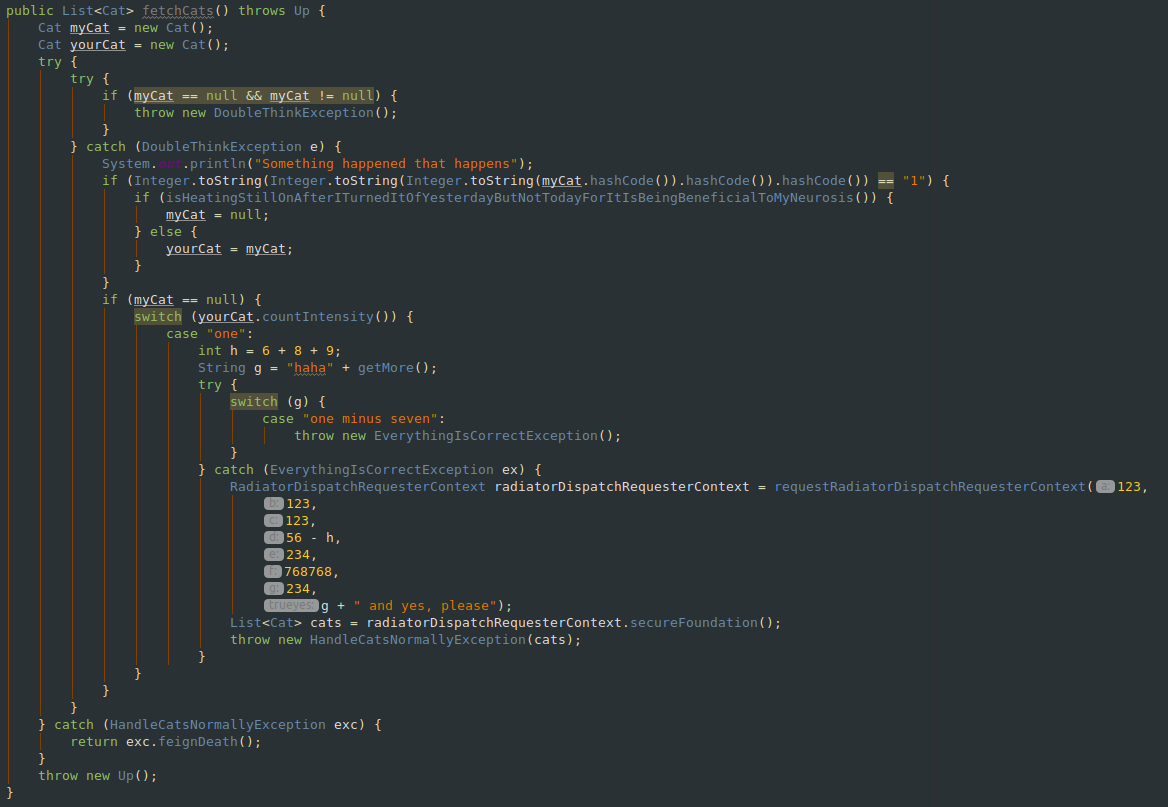 public List<Cat> fetchCats() throws Up {
    Cat myCat = new Cat();
    Cat yourCat = new Cat();
    try {
        try {
            if (myCat == null && myCat != null) {
                throw new DoubleThinkException();
            }
        } catch (DoubleThinkException e) {
            System.out.println("Something happened that happens");
            if (Integer.toString(Integer.toString(Integer.toString(myCat.hashCode()).hashCode()).hashCode()) == "1") {
                if (isHeatingStillOnAfterITurnedItOfYesterdayButNotTodayForItIsBeingBeneficialToMyNeurosis()) {
                    myCat = null;
                } else {
                    yourCat = myCat;
                }
            }
            if (myCat == null) {
                switch (yourCat.countIntensity()) {
                    case "one":
                        int h = 6 + 8 + 9;
                        String g = "haha" + getMore();
                        try {
                            switch (g) {
                                case "one minus seven":
                                    throw new EverythingIsCorrectException();
                            }
                        } catch (EverythingIsCorrectException ex) {
                            RadiatorDispatchRequesterContext radiatorDispatchRequesterContext = requestRadiatorDispatchRequesterContext( a: 123,
                                b: 123,
                                c: 123,
                                d: 56 - h,
                                e: 234,
                                f: 768768,
                                g: 234,
                                trueyes: g + " and yes, please");
                            List<Cat> cats = radiatorDispatchRequesterContext.secureFoundation();
                            throw new HandleCatsNormallyException(cats);
                        }
                }
            }
        }
    } catch (HandleCatsNormallyException exc) {
        return exc.feignDeath();
    }
    throw new Up();
}